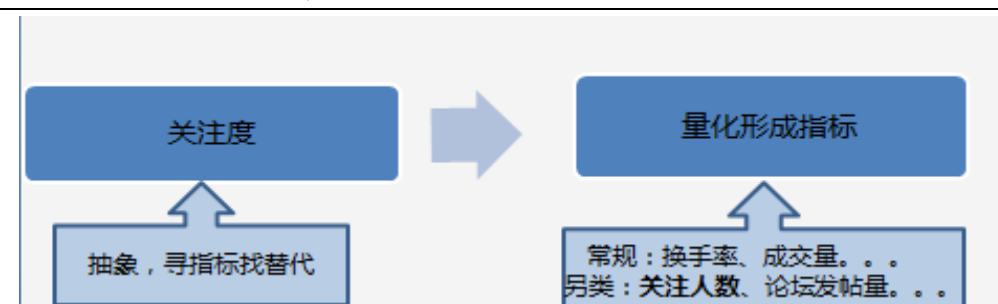 关注度
量化形成指标
抽象，寻指标找替代
常规：换手率、成交量。。。
另类：关注人数、论坛发帖量。。。